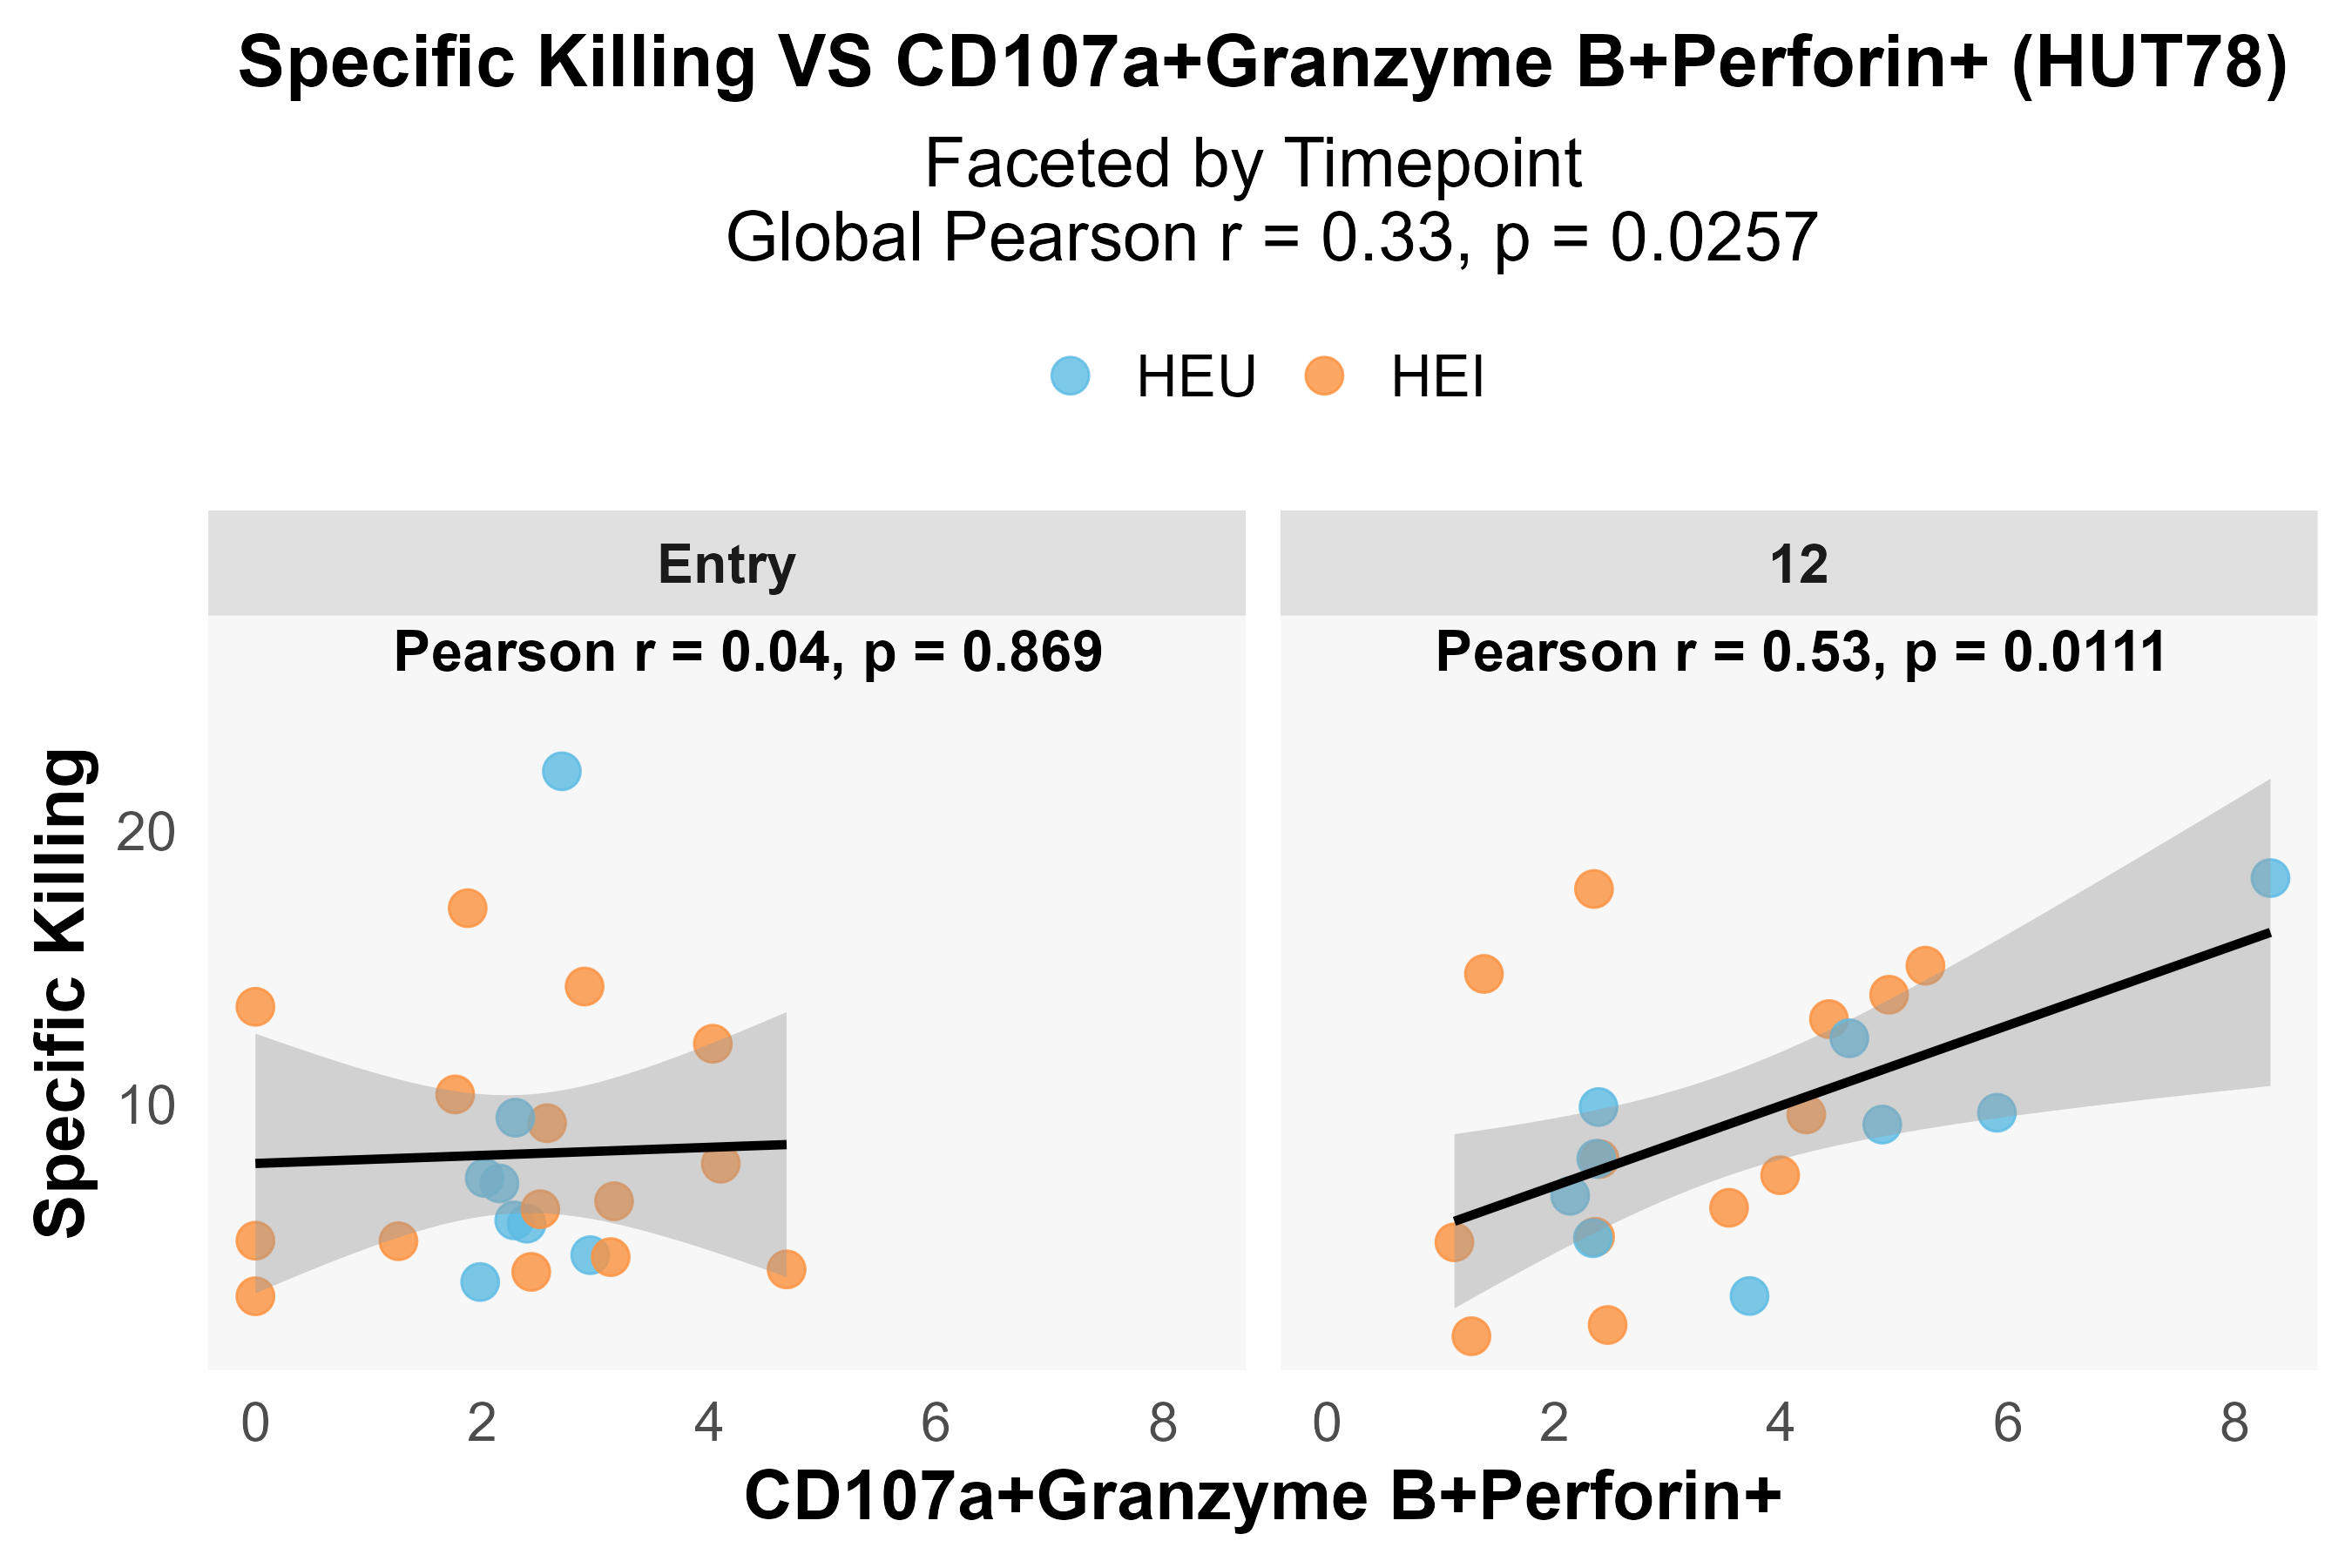 Specific Killing VS CD107a+Granzyme B+Perforin+ (HUT78)
Faceted by Timepoint
Global Pearson r = 0.33, p = 0.0257
HEU HEI
Entry 12
Pearson r = 0.04, p = 0.869 Pearson r = 0.53, p = 0.0111
Specific Killing
20
10
0 2 4 6 8 0 2 4 6 8
CD107a+Granzyme B+Perforin+